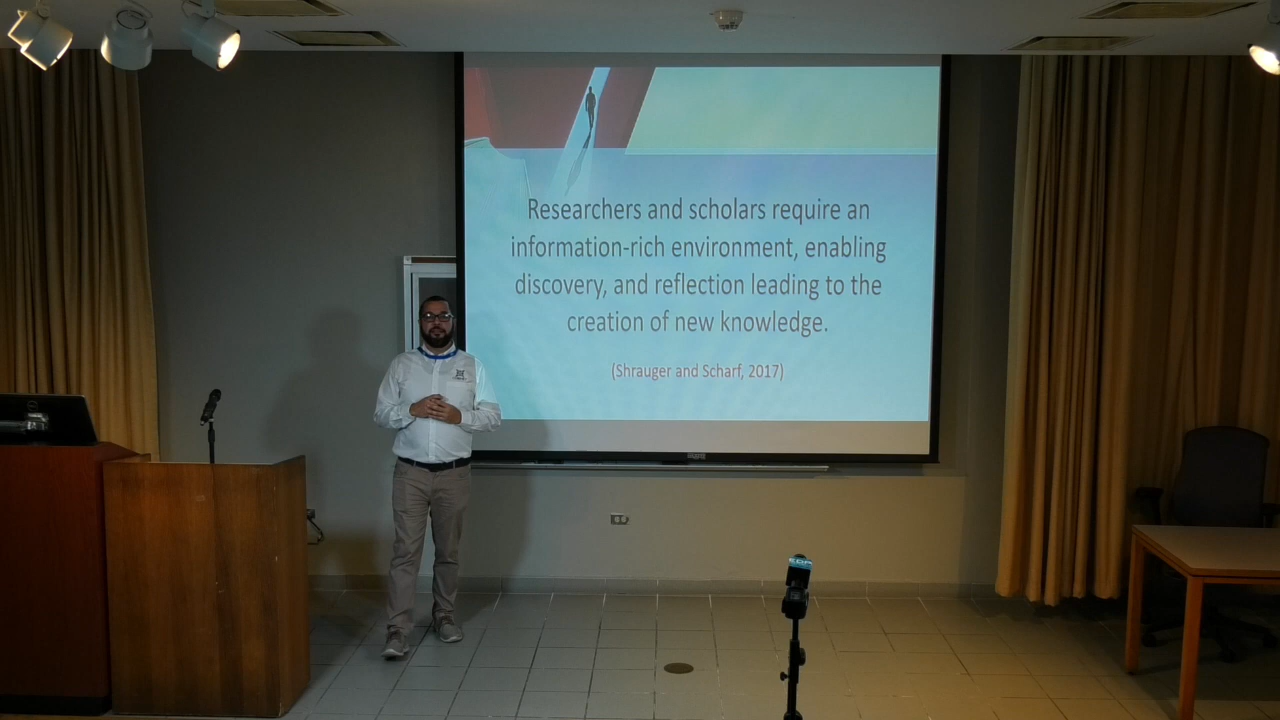 Researchers and scholars require an
information-rich environment, enabling
discovery, and reflection leading to the
creation of new knowledge.
(Shrauger and Scharf, 2017)